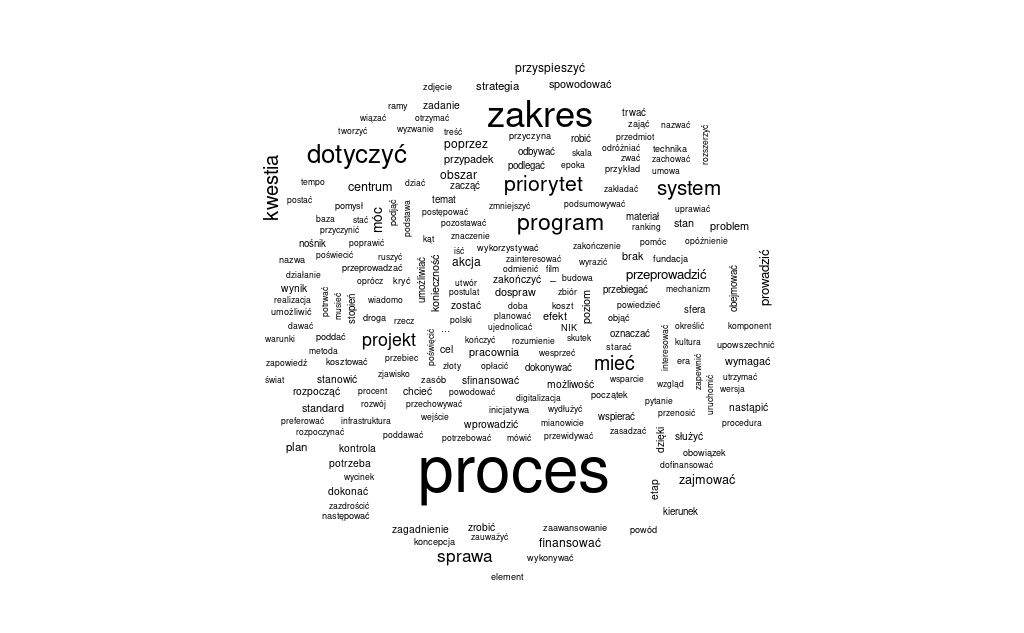 przyspieszyć
zdjęcie strategia spowodować
ramy zadanie zakres trwać
wiązać otrzymać zająć nazwać
tworzyć wyzwanie treść przyczyna robić przedmiot rozszerzyć
poprzez odbywać skala odróżniać technika
dotyczyć przypadek podlegać epoka zwać zachować
kwestia obszar przykład umowa
tempo centrum dziać zacząć priorytet zakładać system
postać pomysł móc podjąć podstawa temat zmniejszyć podsumowywać uprawiać
baza stać postępować program materiał stan problem
przyczynić pozostawać ranking
nośnik poprawić kąt znaczenie zakończenie pomóc opóźnienie
poświęcić ruszyć iść wykorzystywać brak fundacja prowadzić
nazwa przeprowadzać umożliwiać konieczność akcja zainteresować wyrazić
działanie oprócz kryć odmienić film przeprowadzić obejmować
wynik utwór zakończyć _ budowa przebiegać mechanizm
realizacja potrwać musieć stopień wiadomo postulat dospraw zbiór poziom
umożliwić zostać doba koszt powiedzieć sfera
droga rzecz polski planować efekt objąć
dawać ... ujednolicać NIK oznaczać określić komponent
warunki poddać projekt poświęcić kończyć rozumienie skutek interesować kultura upowszechnić
metoda cel pracownia wesprzeć starać
zapowiedź kosztować przebiec złoty opłacić dokonywać mieć era zapewnić wymagać
świat stanowić zjawisko zasób sfinansować możliwość wsparcie wzgląd uruchomić utrzymać
rozpocząć procent chcieć powodować digitalizacja początek wersja
standard rozwój przechowywać inicjatywa wydłużyć pytanie nastąpić
preferować infrastruktura wejście wprowadzić mianowicie wspierać przenosić procedura
rozpoczynać poddawać potrzebować mówić przewidywać zasadzać dzięki służyć
plan kontrola obowiązek
potrzeba proces dofinansować
wycinek etap zajmować
dokonać
zazdrościć kierunek
następować
zagadnienie zrobić zaawansowanie powód
koncepcja zauważyć finansować
sprawa wykonywać
element